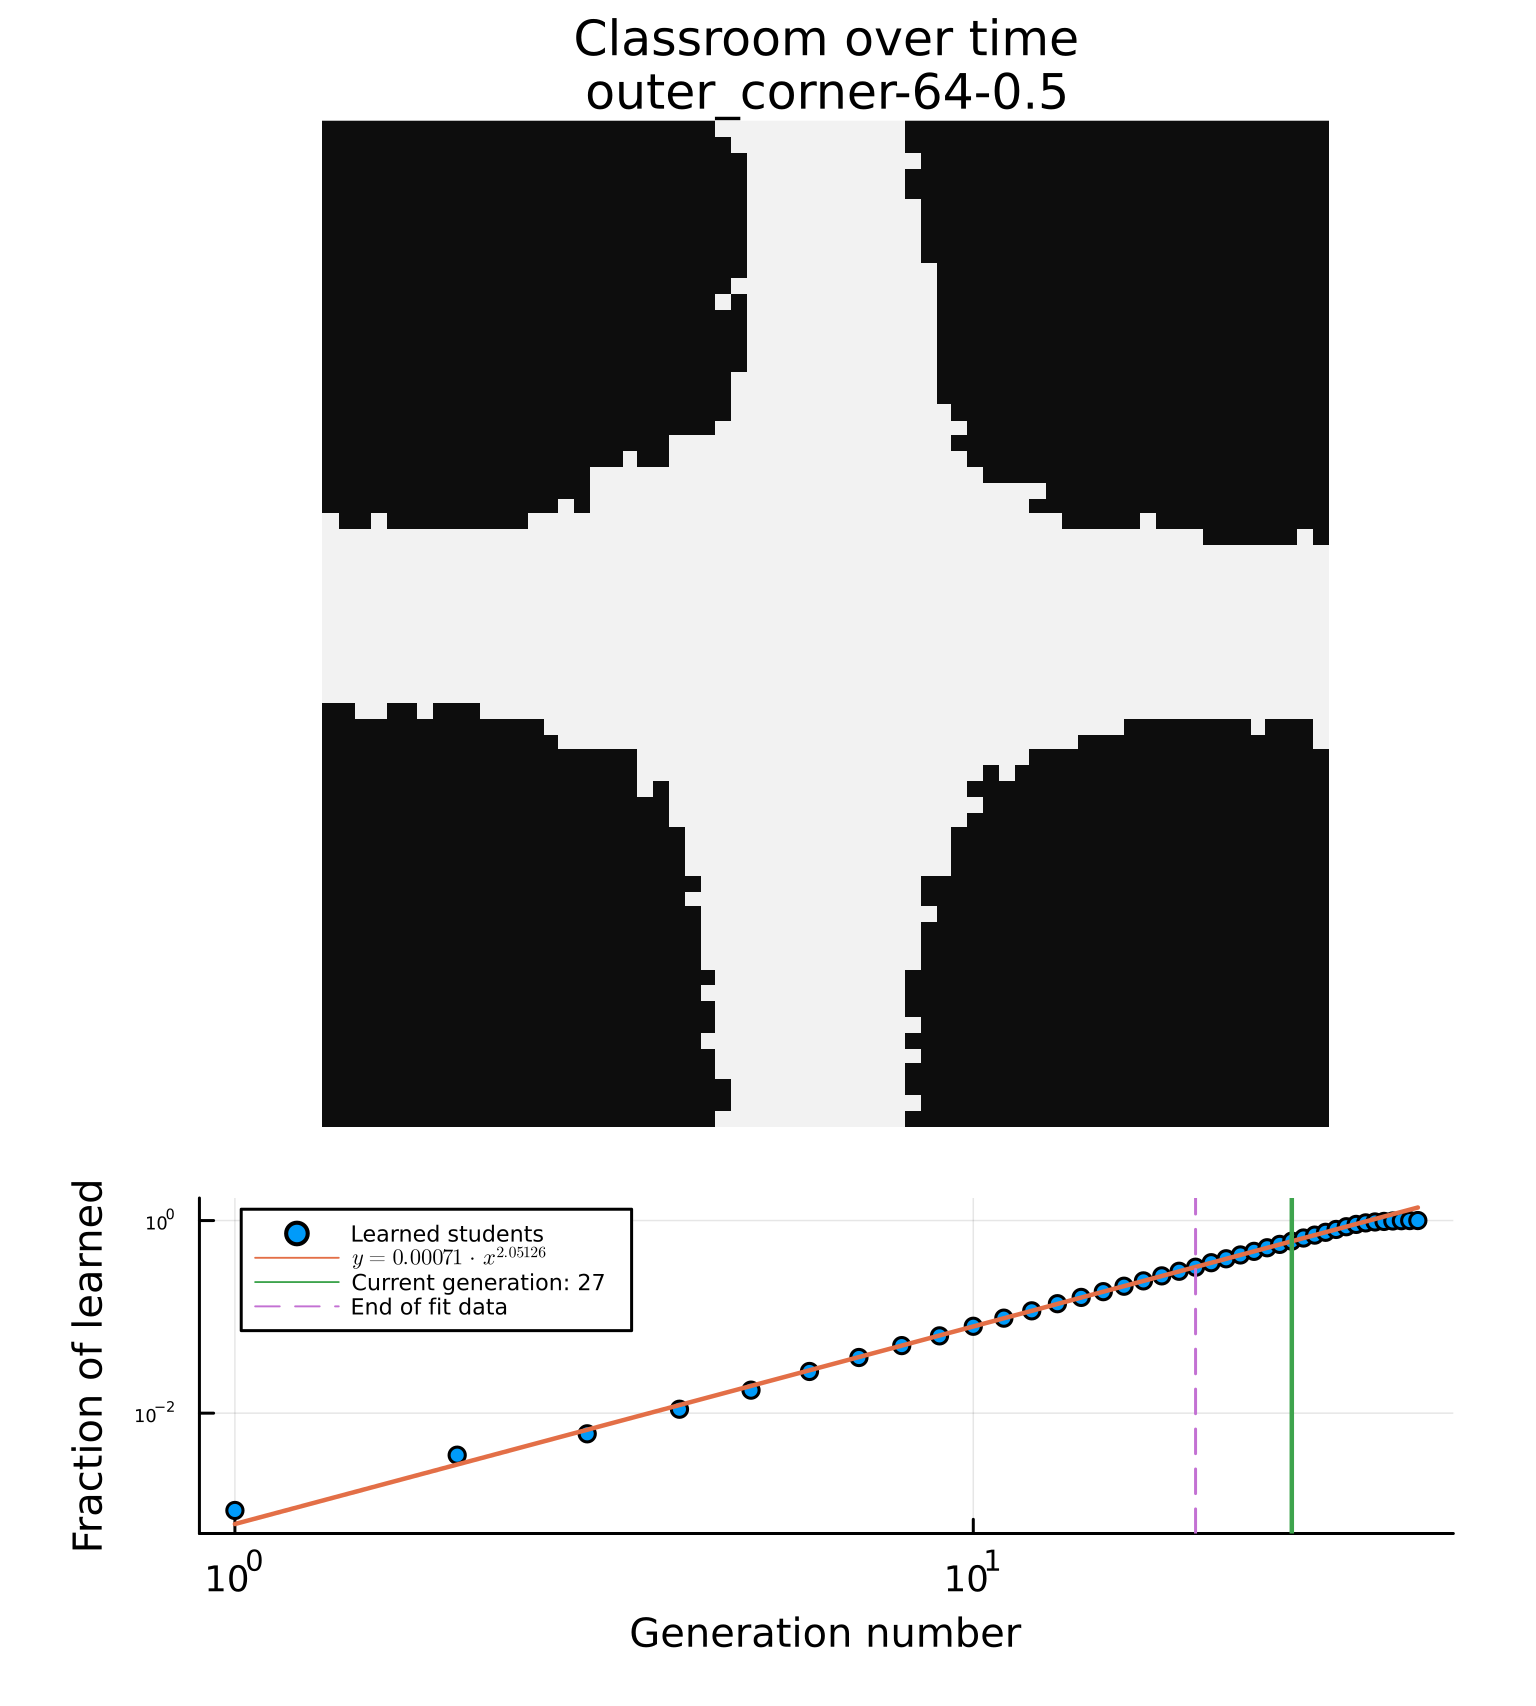 Classroom over time
outer_corner-64-0.5
Fraction of learned
10^0
10^-2
Learned students
y = 0.00071 · x^2.05126
Current generation: 27
End of fit data
10^0
10^1
Generation number